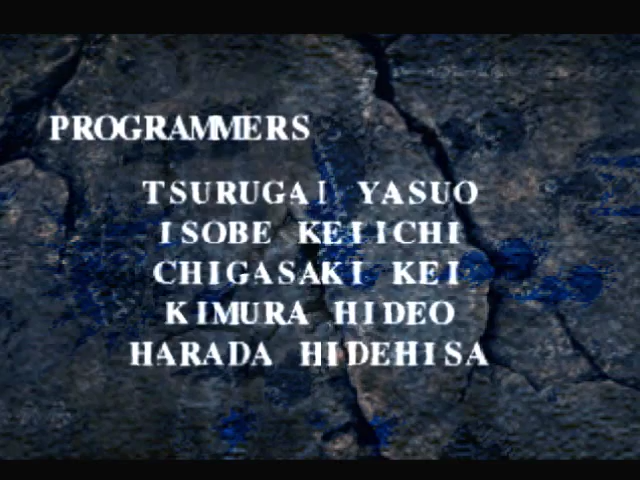 PROGRAMMERS
TSURUGAI YASUO
ISOBE KEIICHI
CHIGASAKI KEI
KIMURA HIDEO
HARADA HIDEHISA